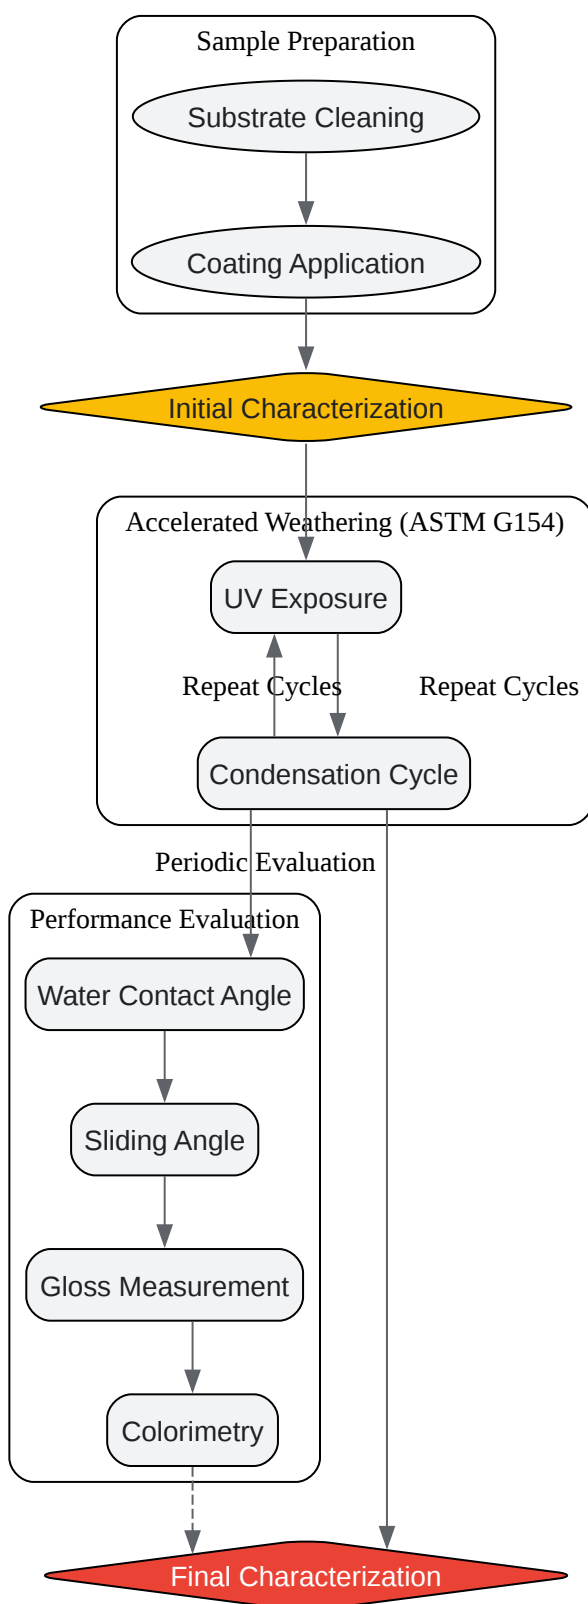 Sample Preparation
Substrate Cleaning
Coating Application
Initial Characterization
Accelerated Weathering (ASTM G154)
UV Exposure
Repeat Cycles
Repeat Cycles
Condensation Cycle
Periodic Evaluation
Performance Evaluation
Water Contact Angle
Sliding Angle
Gloss Measurement
Colorimetry
Final Characterization